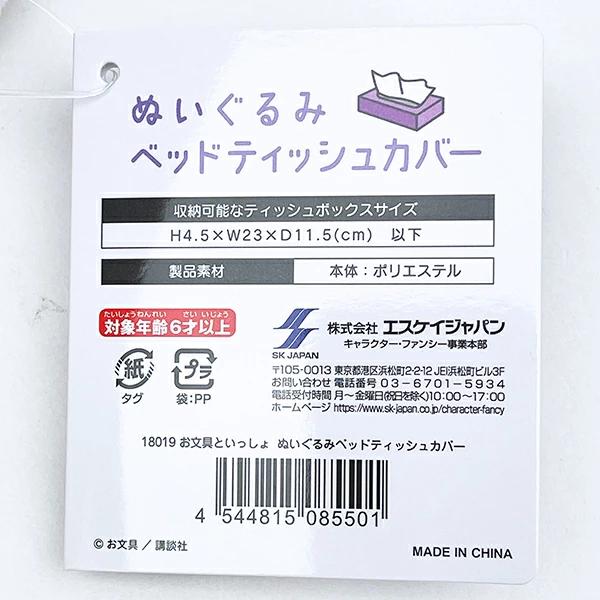 ぬいぐるみ
ベッドティッシュカバー
収納可能なティッシュボックスサイズ
H4.5×W23×D11.5(cm) 以下
製品素材 本体：ポリエステル
たいしょうねんれい さい いじょう
対象年齢6才以上
SK JAPAN
株式会社 エスケイジャパン
キャラクター・ファンシー事業本部
〒105-0013 東京都港区浜松町2-2-12 JEI浜松町ビル3F
お問い合わせ 電話番号 03-6701-5934
電話受付時間 月～金曜日(祝日を除く)10:00～17:00
ホームページ https://www.sk-japan.co.jp/character-fancy
紙
タグ
プラ
袋：PP
18019 お文具といっしょ ぬいぐるみベッドティッシュカバー
4 544815 085501
©お文具／講談社
MADE IN CHINA